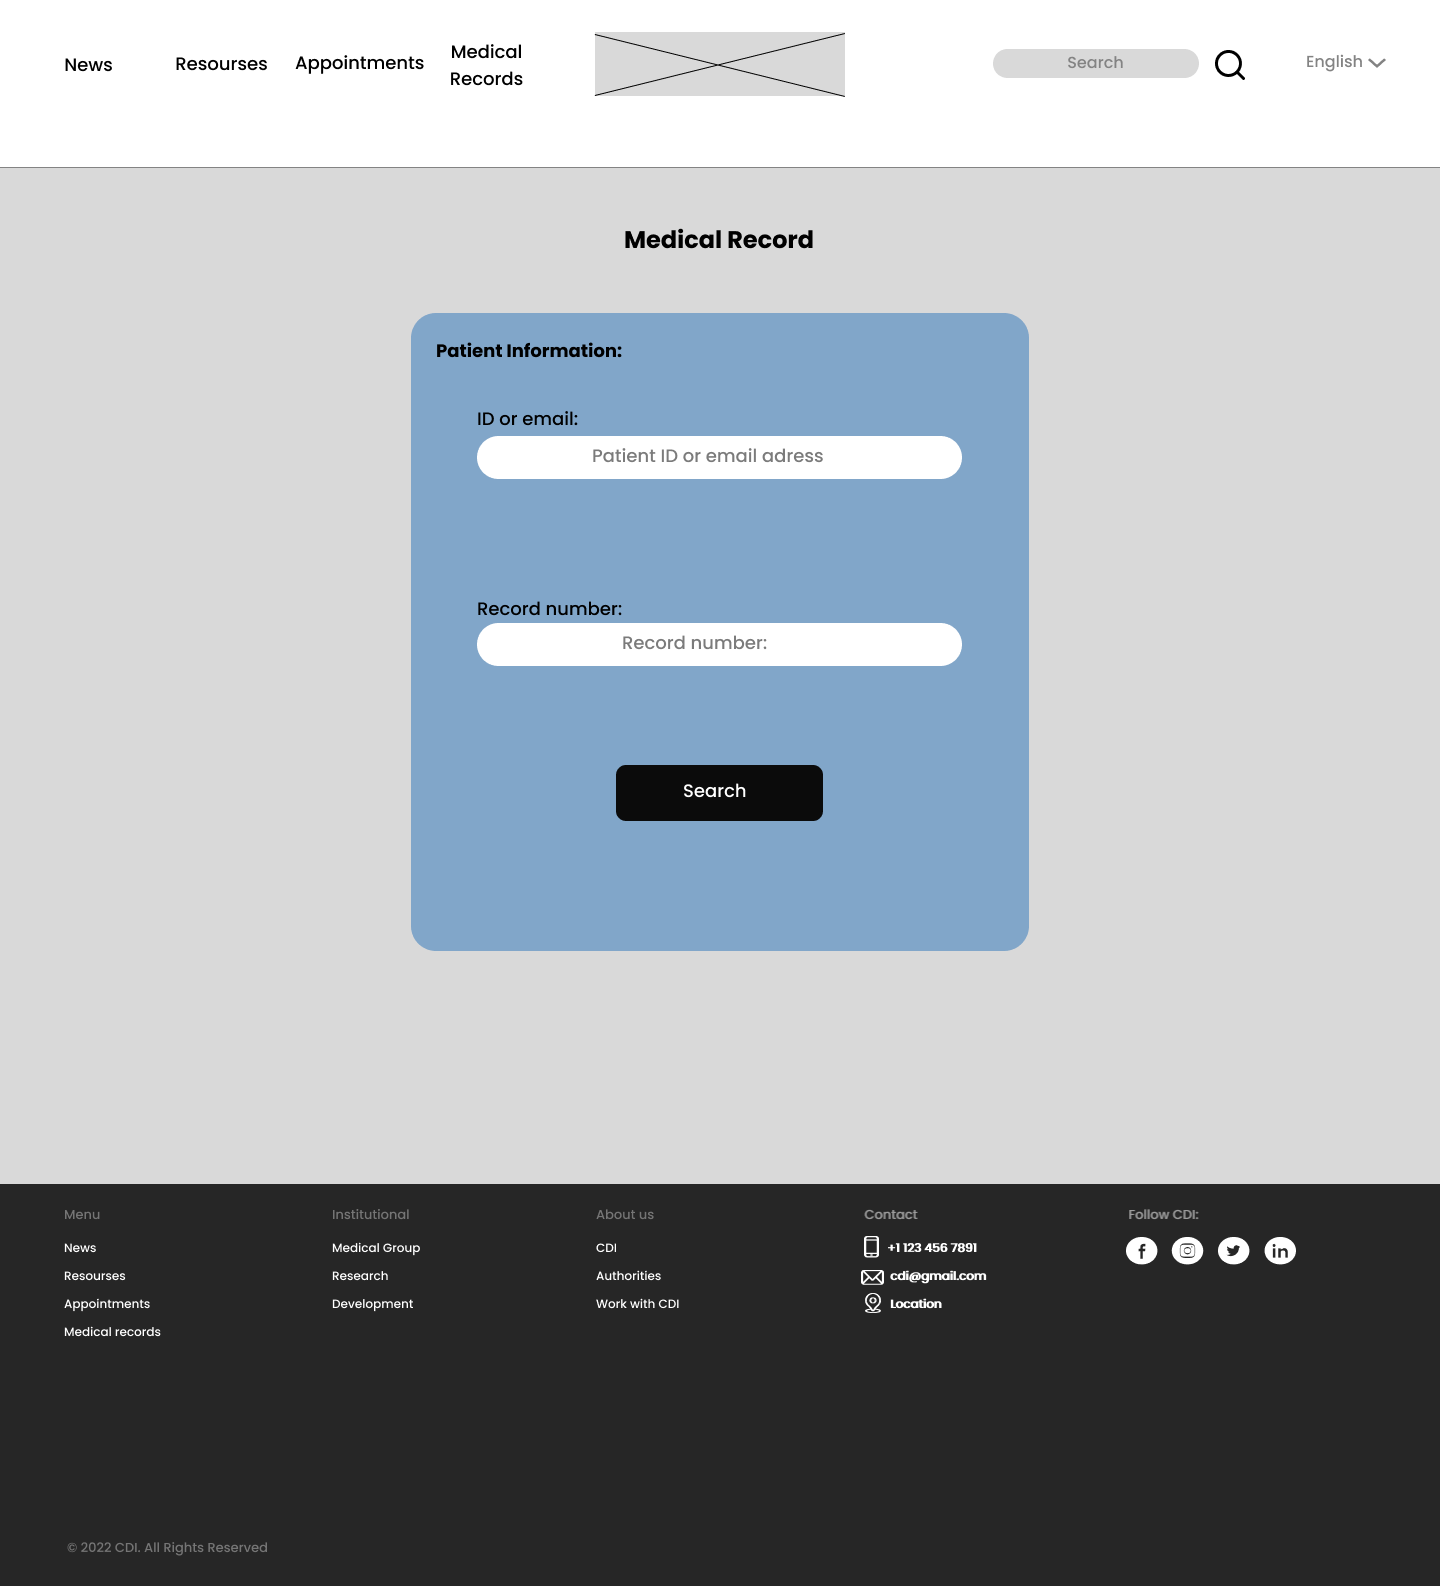 News
Resourses
Appointments
Medical
Records
Search
English
Medical Record
Patient Information:
ID or email:
Patient ID or email adress
Record number:
Record number:
Search
Menu
News
Resourses
Appointments
Medical records
Institutional
Medical Group
Research
Development
About us
CDI
Authorities
Work with CDI
Contact
+1 123 456 7891
cdi@gmail.com
Location
Follow CDI:
© 2022 CDI. All Rights Reserved